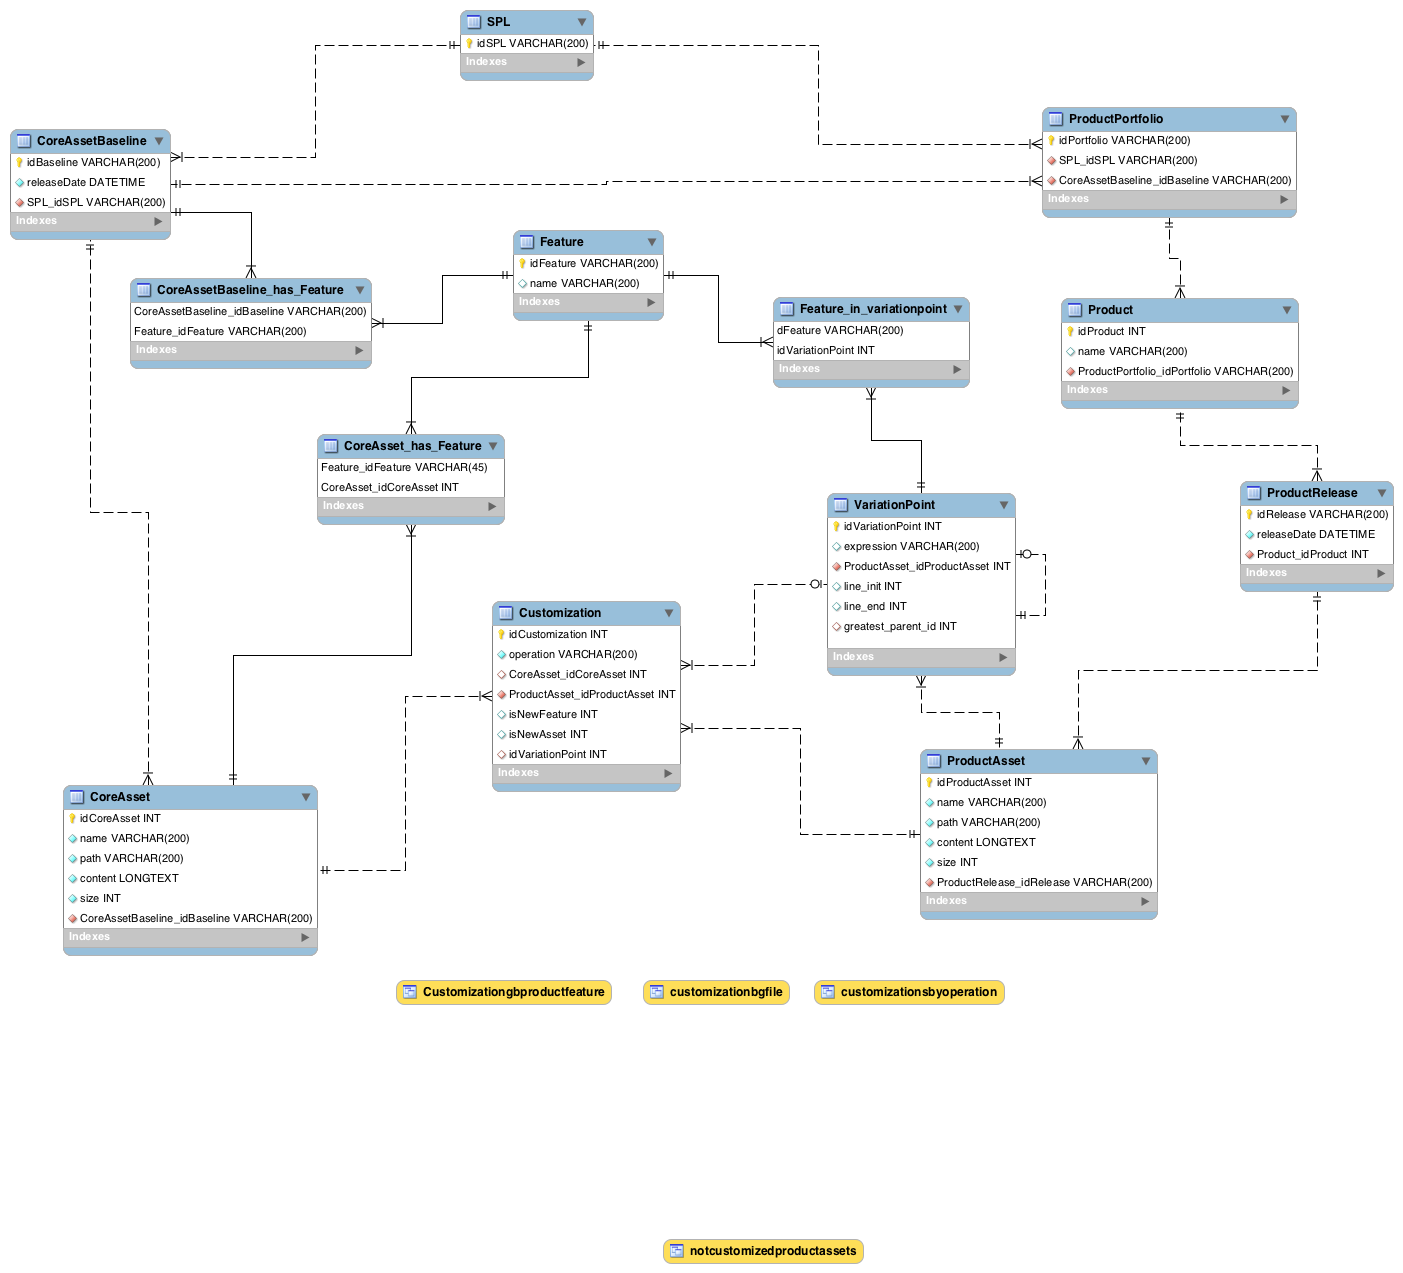 SPL
idSPL VARCHAR(200)
Indexes
CoreAssetBaseline
idBaseline VARCHAR(200)
releaseDate DATETIME
SPL_idSPL VARCHAR(200)
Indexes
ProductPortfolio
idPortfolio VARCHAR(200)
SPL_idSPL VARCHAR(200)
CoreAssetBaseline_idBaseline VARCHAR(200)
Indexes
Feature
idFeature VARCHAR(200)
name VARCHAR(200)
Indexes
CoreAssetBaseline_has_Feature
CoreAssetBaseline_idBaseline VARCHAR(200)
Feature_idFeature VARCHAR(200)
Indexes
Feature_in_variationpoint
dFeature VARCHAR(200)
idVariationPoint INT
Indexes
Product
idProduct INT
name VARCHAR(200)
ProductPortfolio_idPortfolio VARCHAR(200)
Indexes
CoreAsset_has_Feature
Feature_idFeature VARCHAR(45)
CoreAsset_idCoreAsset INT
Indexes
ProductRelease
idRelease VARCHAR(200)
releaseDate DATETIME
Product_idProduct INT
Indexes
VariationPoint
idVariationPoint INT
expression VARCHAR(200)
ProductAsset_idProductAsset INT
line_init INT
line_end INT
greatest_parent_id INT
Indexes
Customization
idCustomization INT
operation VARCHAR(200)
CoreAsset_idCoreAsset INT
ProductAsset_idProductAsset INT
isNewFeature INT
isNewAsset INT
idVariationPoint INT
Indexes
ProductAsset
idProductAsset INT
name VARCHAR(200)
path VARCHAR(200)
content LONGTEXT
size INT
ProductRelease_idRelease VARCHAR(200)
Indexes
CoreAsset
idCoreAsset INT
name VARCHAR(200)
path VARCHAR(200)
content LONGTEXT
size INT
CoreAssetBaseline_idBaseline VARCHAR(200)
Indexes
Customizationgbproductfeature
customizationbgfile
customizationsbyoperation
notcustomizedproductassets